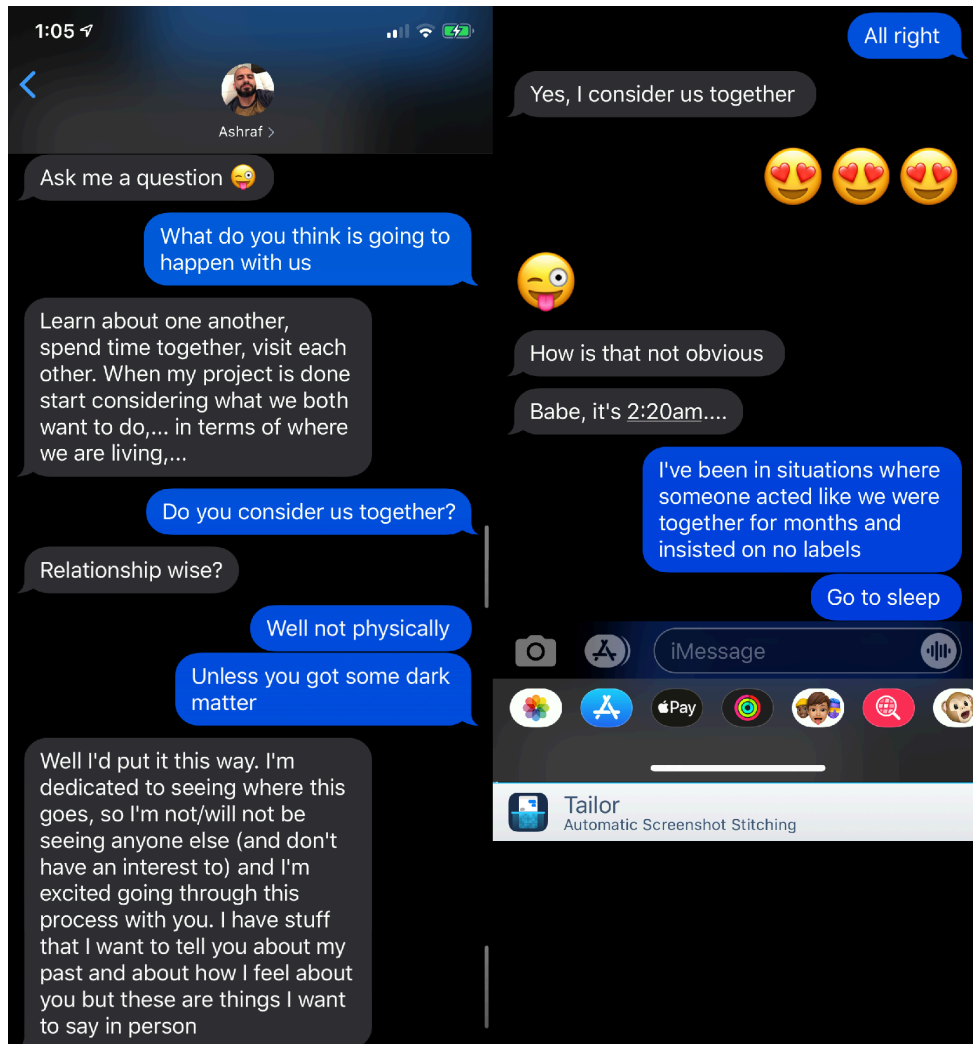 1:05
Ashraf >
Ask me a question 😜
What do you think is going to
happen with us
Learn about one another,
spend time together, visit each
other. When my project is done
start considering what we both
want to do,... in terms of where
we are living,...
Do you consider us together?
Relationship wise?
Well not physically
Unless you got some dark
matter
Well I'd put it this way. I'm
dedicated to seeing where this
goes, so I'm not/will not be
seeing anyone else (and don't
have an interest to) and I'm
excited going through this
process with you. I have stuff
that I want to tell you about my
past and about how I feel about
you but these are things I want
to say in person
All right
Yes, I consider us together
😍😍😍
😜
How is that not obvious
Babe, it's 2:20am....
I've been in situations where
someone acted like we were
together for months and
insisted on no labels
Go to sleep
iMessage
Pay
Tailor
Automatic Screenshot Stitching